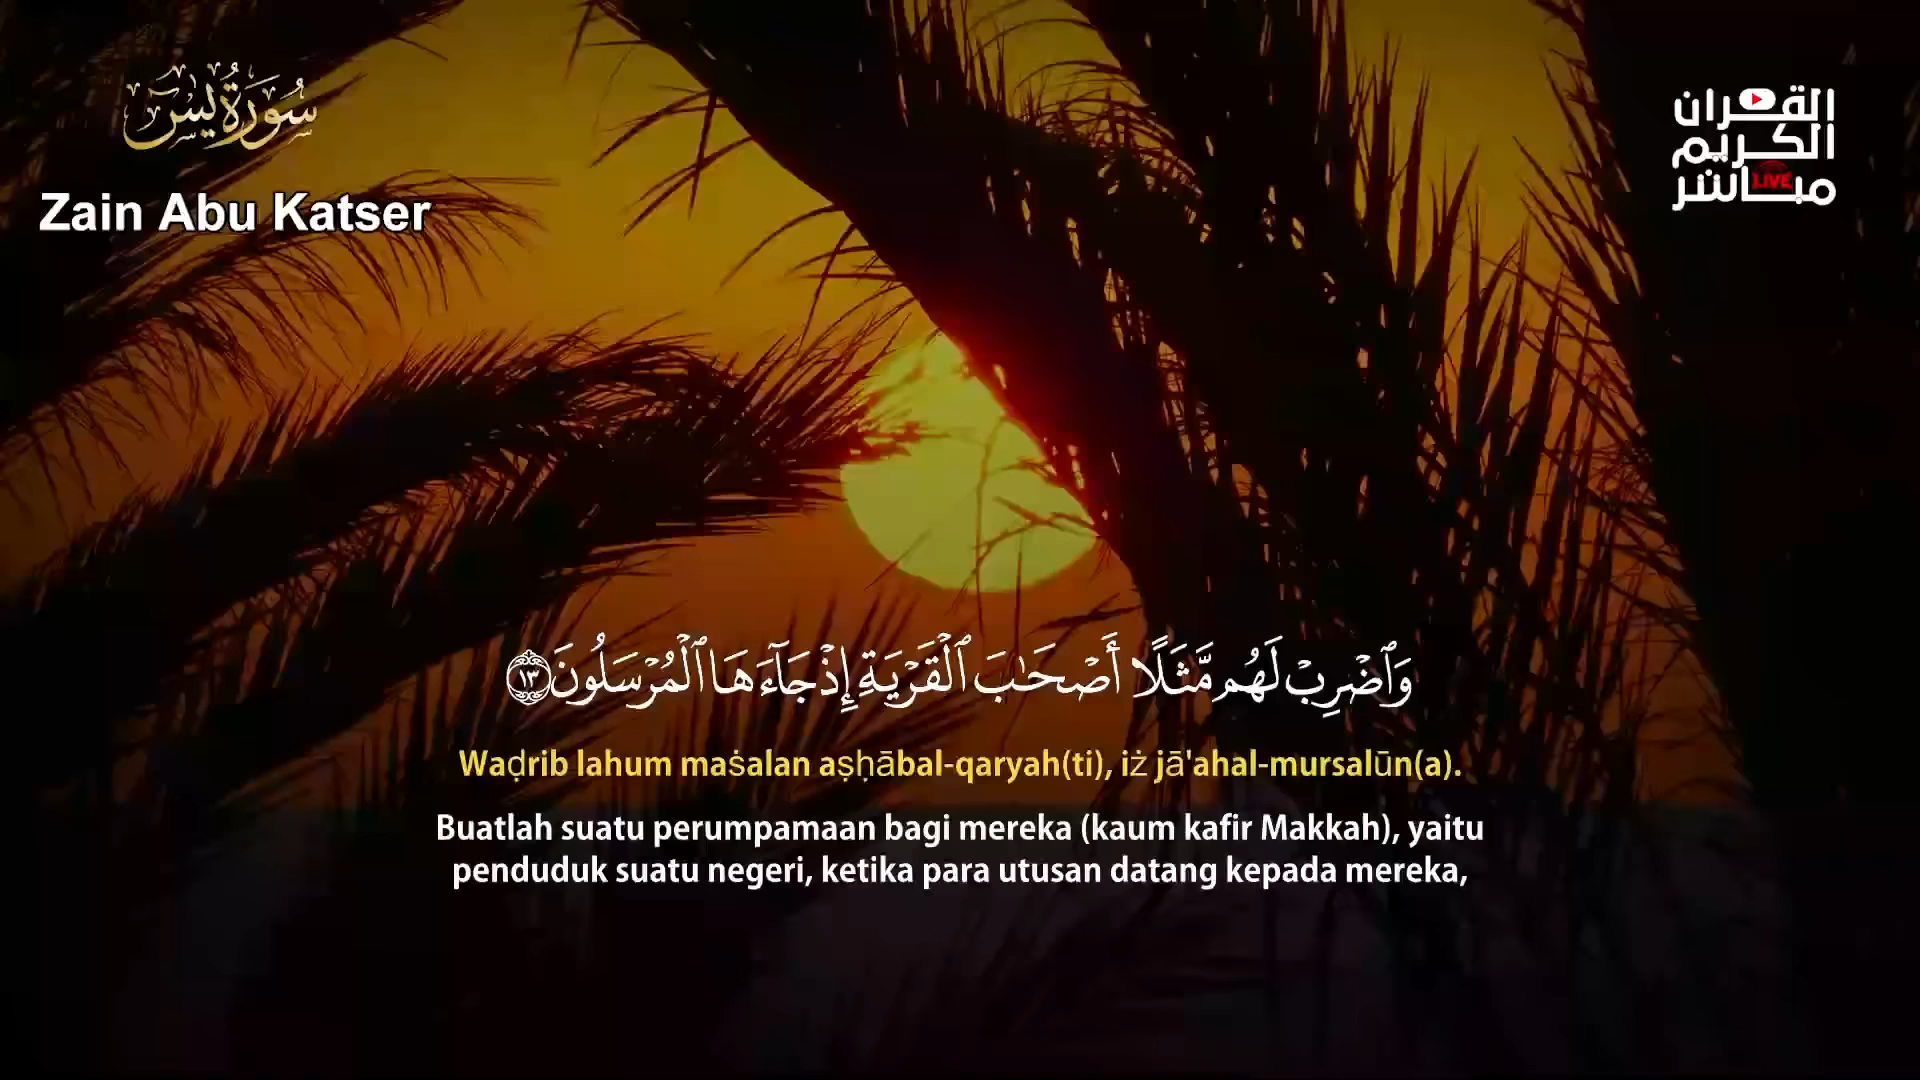 سُورَةُ يسٓ
Zain Abu Katser
القران
الكريم
مباشر
LIVE
وَٱضْرِبْ لَهُم مَّثَلًا أَصْحَٰبَ ٱلْقَرْيَةِ إِذْ جَآءَهَا ٱلْمُرْسَلُونَ ١٣
Waḍrib lahum maṡalan aṣḥābal-qaryah(ti), iż jā'ahal-mursalūn(a).
Buatlah suatu perumpamaan bagi mereka (kaum kafir Makkah), yaitu
penduduk suatu negeri, ketika para utusan datang kepada mereka,